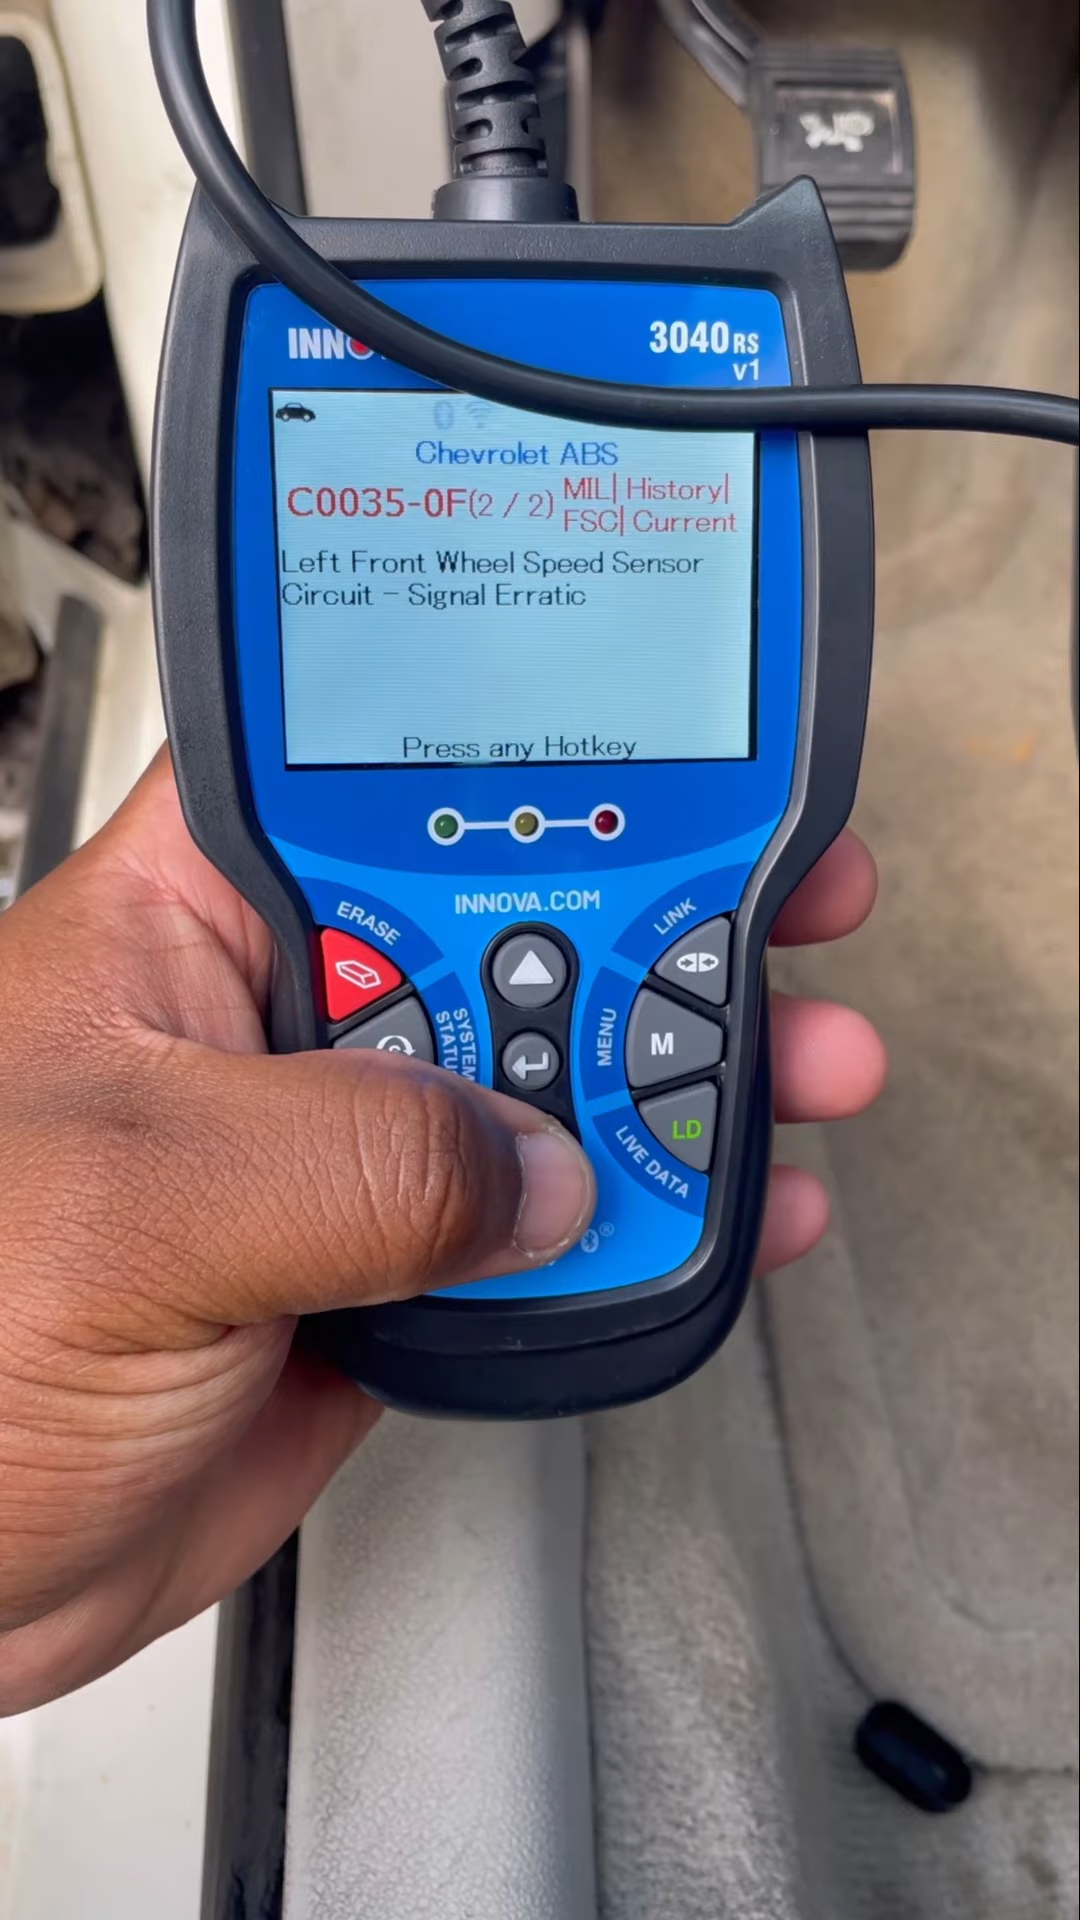 INNO
3040RS
v1
Chevrolet ABS
C0035-0F(2 / 2) MIL| History|
FSC| Current
Left Front Wheel Speed Sensor
Circuit - Signal Erratic
Press any Hotkey
INNOVA.COM
ERASE
LINK
SYSTEM
STATU
MENU
M
LD
LIVE DATA
®